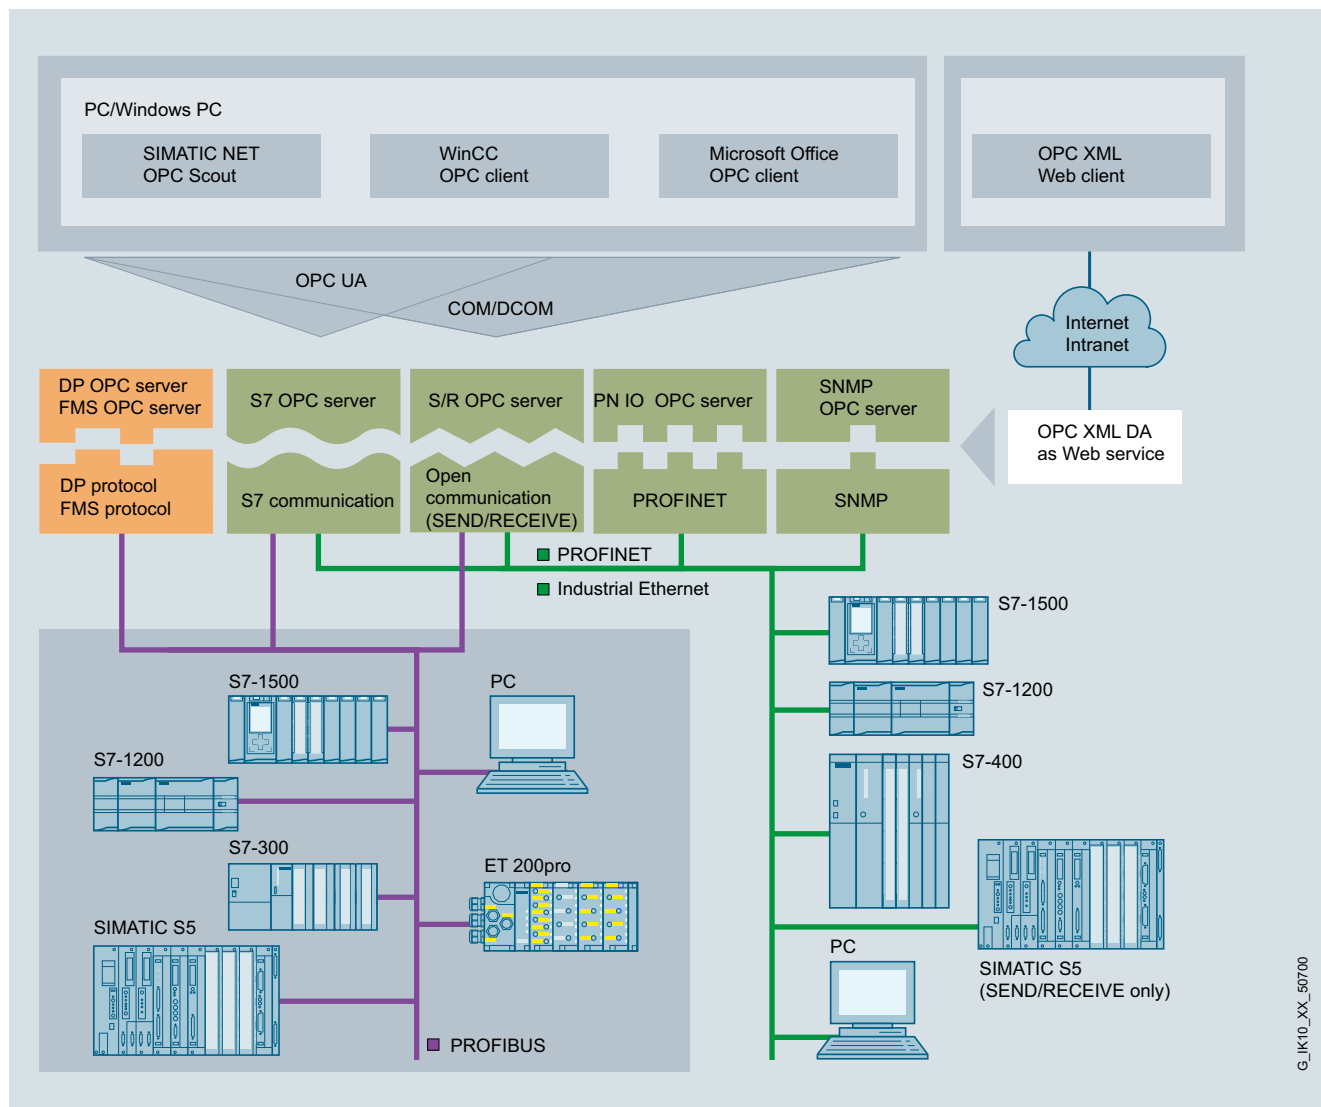 PC/Windows PC
SIMATIC NET
OPC Scout
WinCC
OPC client
Microsoft Office
OPC client
OPC XML
Web client
OPC UA
COM/DCOM
Internet
Intranet
DP OPC server
FMS OPC server
S7 OPC server
S/R OPC server
PN IO OPC server
SNMP
OPC server
OPC XML DA
as Web service
DP protocol
FMS protocol
S7 communication
Open
communication
(SEND/RECEIVE)
PROFINET
SNMP
PROFINET
Industrial Ethernet
S7-1500
S7-1200
S7-400
SIMATIC S5
(SEND/RECEIVE only)
PC
S7-1500
PC
S7-1200
S7-300
ET 200pro
SIMATIC S5
PROFIBUS
G_IK10_XX_50700